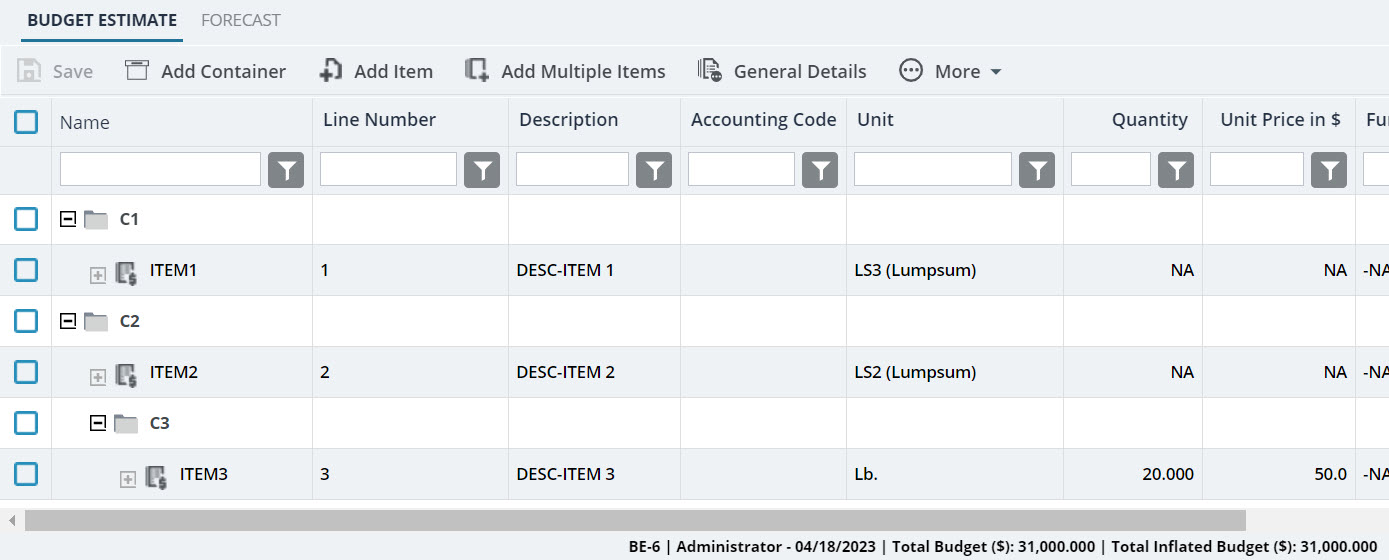 BUDGET ESTIMATE FORECAST
Save Add Container Add Item Add Multiple Items General Details More
Name Line Number Description Accounting Code Unit Quantity Unit Price in $
C1
ITEM1 1 DESC-ITEM 1 LS3 (Lumpsum) NA NA -NA
C2
ITEM2 2 DESC-ITEM 2 LS2 (Lumpsum) NA NA -NA
C3
ITEM3 3 DESC-ITEM 3 Lb. 20.000 50.0 -NA
BE-6 | Administrator - 04/18/2023 | Total Budget ($): 31,000.000 | Total Inflated Budget ($): 31,000.000